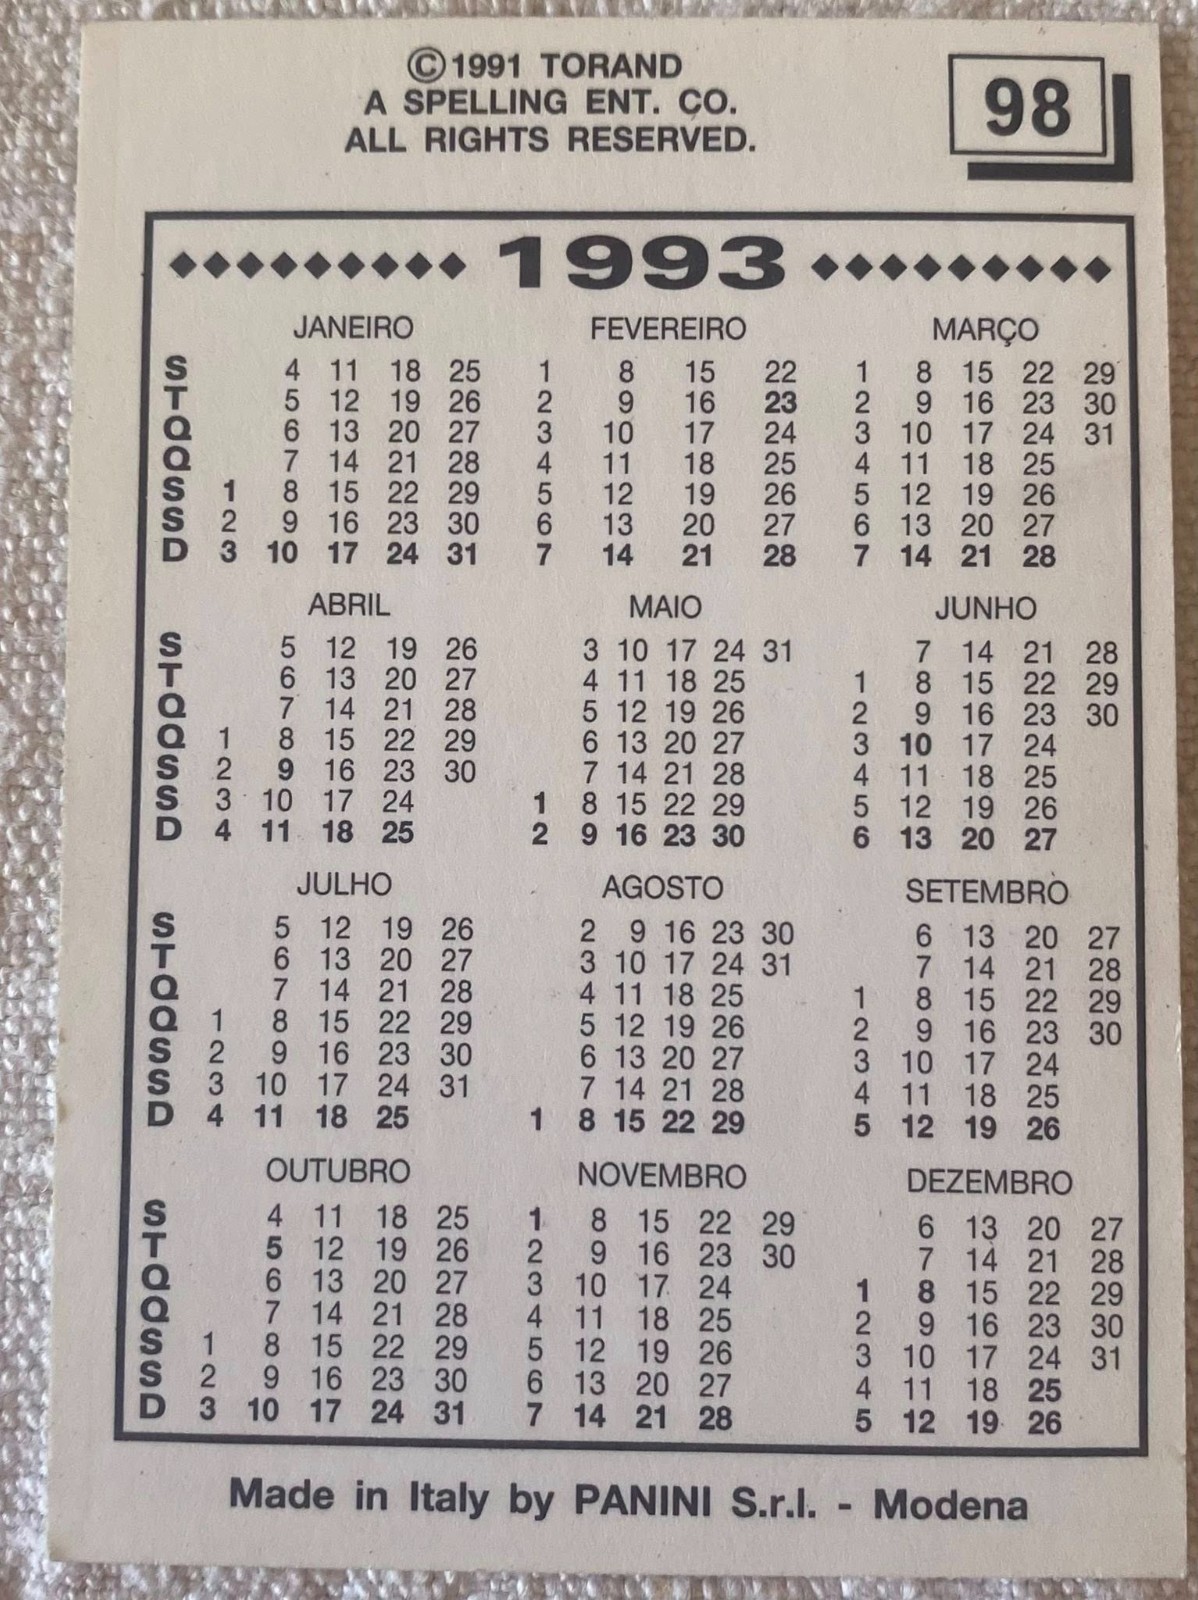 ©1991 TORAND
A SPELLING ENT. CO.
ALL RIGHTS RESERVED.
98
1993
JANEIRO FEVEREIRO MARÇO
S 4 11 18 25 1 8 15 22 1 8 15 22 29
T 5 12 19 26 2 9 16 23 2 9 16 23 30
Q 6 13 20 27 3 10 17 24 3 10 17 24 31
Q 7 14 21 28 4 11 18 25 4 11 18 25
S 1 8 15 22 29 5 12 19 26 5 12 19 26
S 2 9 16 23 30 6 13 20 27 6 13 20 27
D 3 10 17 24 31 7 14 21 28 7 14 21 28
ABRIL MAIO JUNHO
S 5 12 19 26 3 10 17 24 31 7 14 21 28
T 6 13 20 27 4 11 18 25 1 8 15 22 29
Q 7 14 21 28 5 12 19 26 2 9 16 23 30
Q 1 8 15 22 29 6 13 20 27 3 10 17 24
S 2 9 16 23 30 7 14 21 28 4 11 18 25
S 3 10 17 24 1 8 15 22 29 5 12 19 26
D 4 11 18 25 2 9 16 23 30 6 13 20 27
JULHO AGOSTO SETEMBRO
S 5 12 19 26 2 9 16 23 30 6 13 20 27
T 6 13 20 27 3 10 17 24 31 7 14 21 28
Q 7 14 21 28 4 11 18 25 1 8 15 22 29
Q 1 8 15 22 29 5 12 19 26 2 9 16 23 30
S 2 9 16 23 30 6 13 20 27 3 10 17 24
S 3 10 17 24 31 7 14 21 28 4 11 18 25
D 4 11 18 25 1 8 15 22 29 5 12 19 26
OUTUBRO NOVEMBRO DEZEMBRO
S 4 11 18 25 1 8 15 22 29 6 13 20 27
T 5 12 19 26 2 9 16 23 30 7 14 21 28
Q 6 13 20 27 3 10 17 24 1 8 15 22 29
Q 7 14 21 28 4 11 18 25 2 9 16 23 30
S 1 8 15 22 29 5 12 19 26 3 10 17 24 31
S 2 9 16 23 30 6 13 20 27 4 11 18 25
D 3 10 17 24 31 7 14 21 28 5 12 19 26
Made in Italy by PANINI S.r.l. - Modena